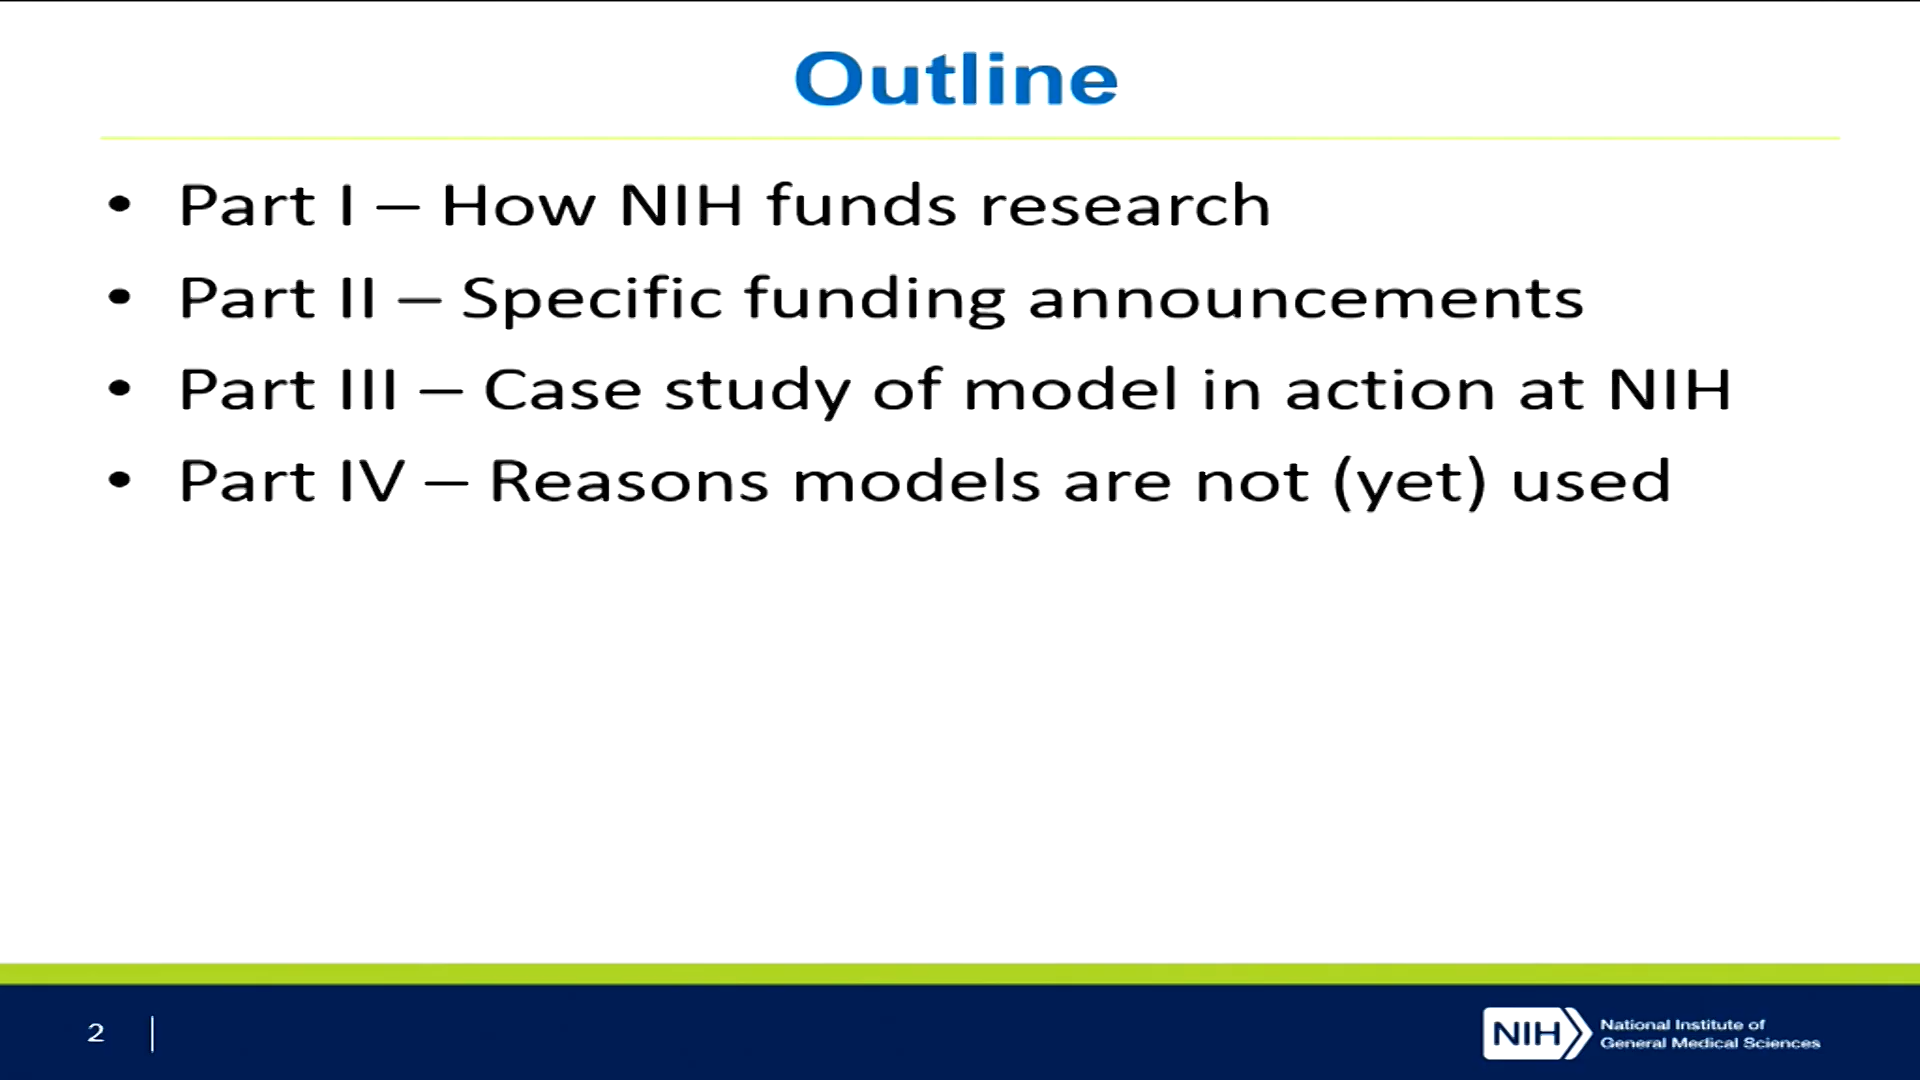 Outline
• Part I – How NIH funds research
• Part II – Specific funding announcements
• Part III – Case study of model in action at NIH
• Part IV – Reasons models are not (yet) used
2
NIH
National Institute of
General Medical Sciences